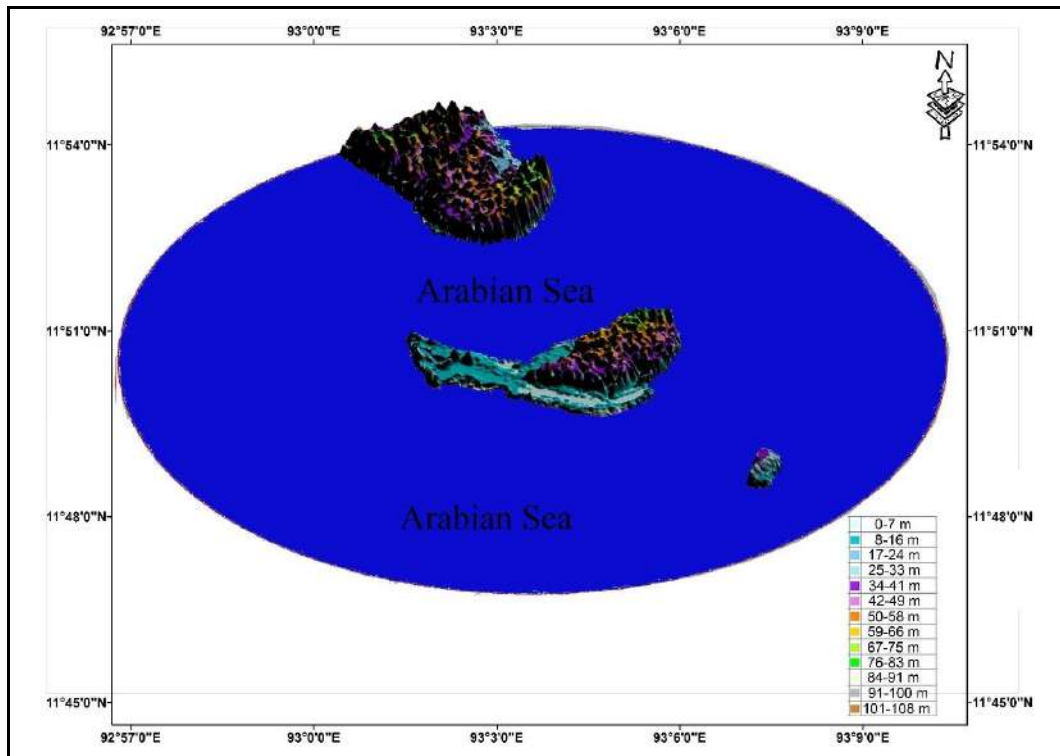 92°57'0"E 93°0'0"E 93°3'0"E 93°6'0"E 93°9'0"E
N
11°54'0"N 11°54'0"N
Arabian Sea
11°51'0"N 11°51'0"N
11°48'0"N Arabian Sea 11°48'0"N
0-7 m
8-16 m
17-24 m
25-33 m
34-41 m
42-49 m
50-58 m
59-66 m
67-75 m
76-83 m
84-91 m
91-100 m
101-108 m
11°45'0"N 11°45'0"N
92°57'0"E 93°0'0"E 93°3'0"E 93°6'0"E 93°9'0"E